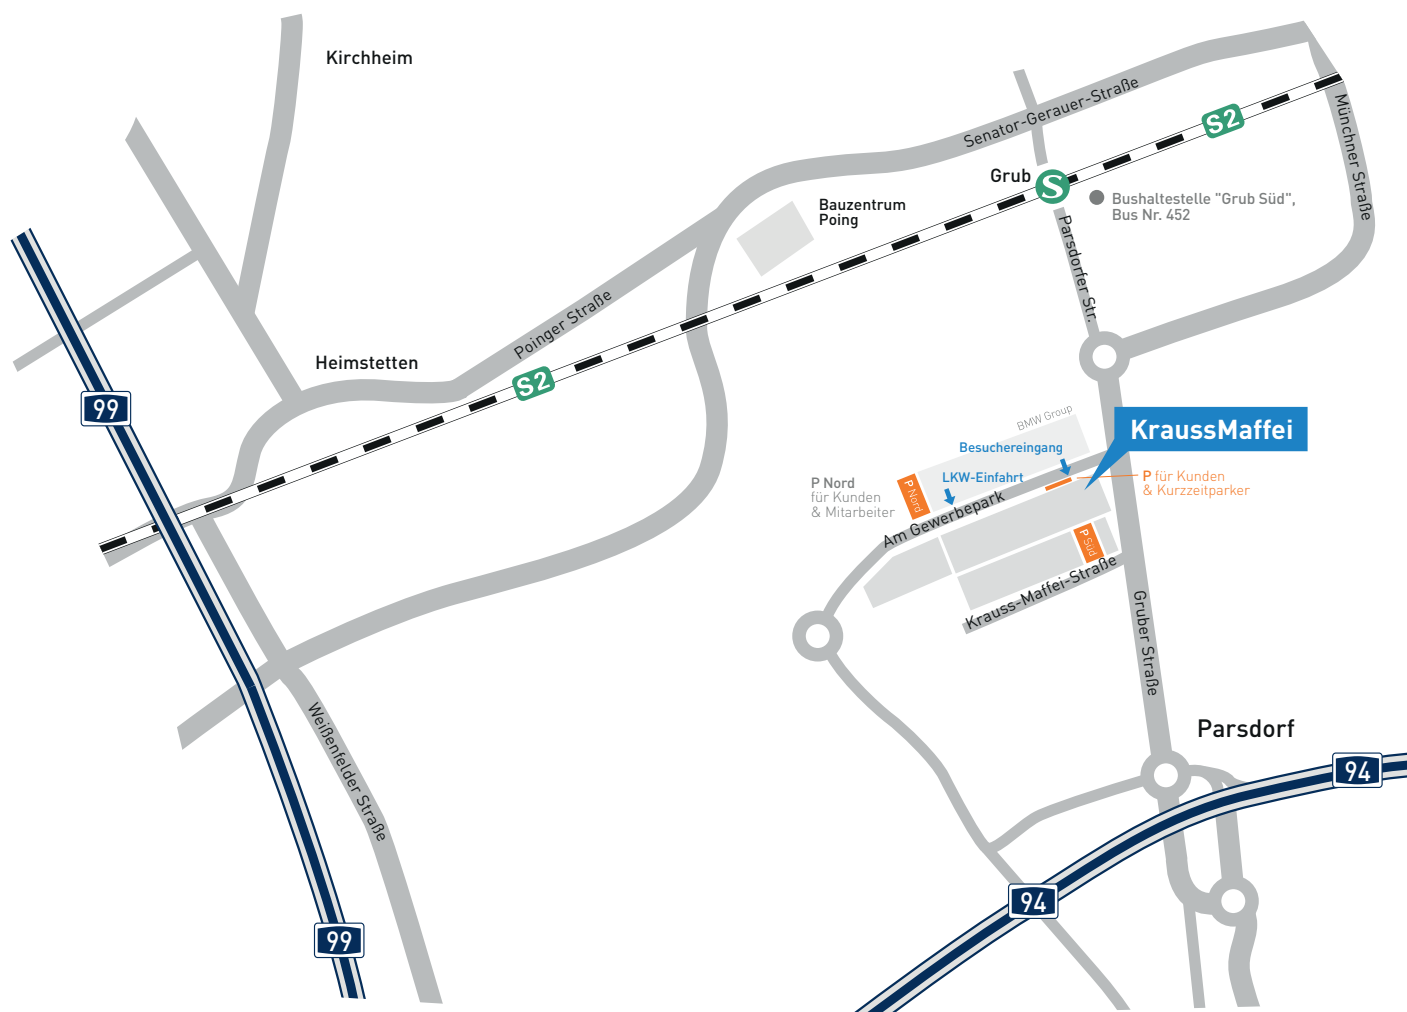 Kirchheim
Senator-Gerauer-Straße
S2
Münchner Straße
Grub
S
Bushaltestelle "Grub Süd",
Bus Nr. 452
Bauzentrum
Poing
Parsdorfer Str.
Poinger Straße
Heimstetten
S2
99
BMW Group
KraussMaffei
Besuchereingang
LKW-Einfahrt
P Nord
für Kunden
& Mitarbeiter
P Nord
P für Kunden
& Kurzzeitparker
Am Gewerbepark
P Süd
Krauss-Maffei-Straße
Gruber Straße
Weißenfelder Straße
Parsdorf
94
94
99